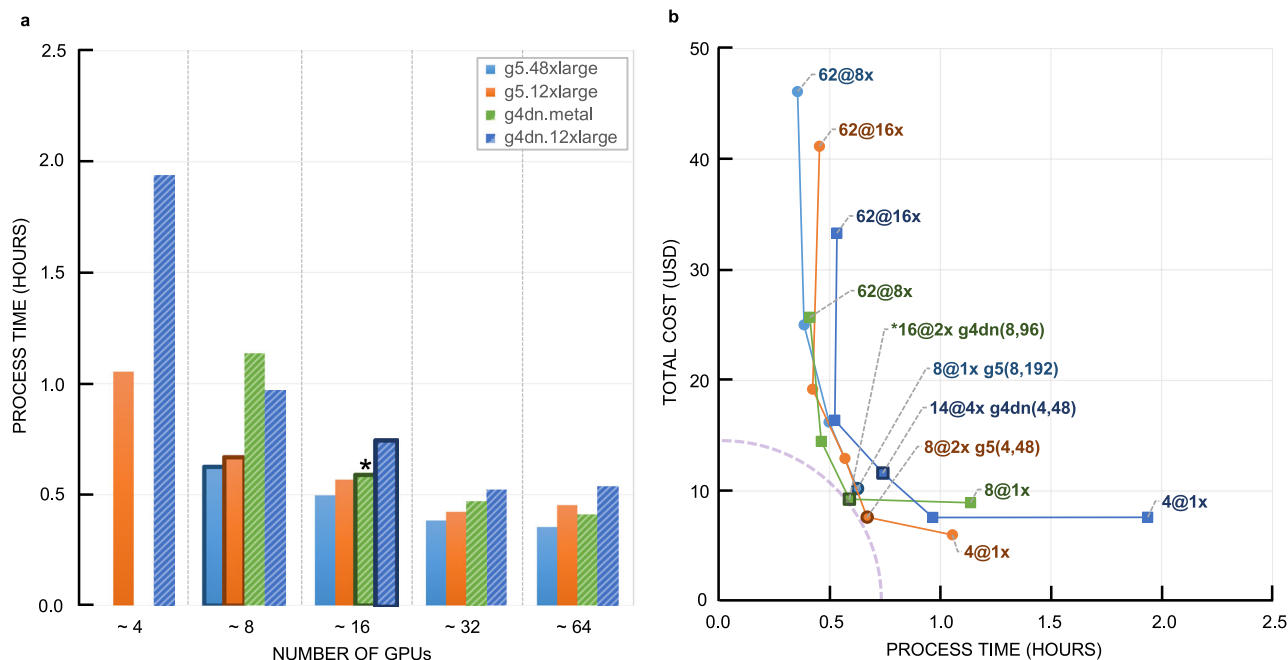 a
2.5
2.0
1.5
1.0
0.5
0.0
PROCESS TIME (HOURS)
g5.48xlarge
g5.12xlarge
g4dn.metal
g4dn.12xlarge
*
~ 4
~ 8
~ 16
~ 32
~ 64
NUMBER OF GPUs
b
50
40
30
20
10
0
TOTAL COST (USD)
62@8x
62@16x
62@16x
62@8x
*16@2x g4dn(8,96)
8@1x g5(8,192)
14@4x g4dn(4,48)
8@2x g5(4,48)
8@1x
4@1x
4@1x
0.0
0.5
1.0
1.5
2.0
2.5
PROCESS TIME (HOURS)